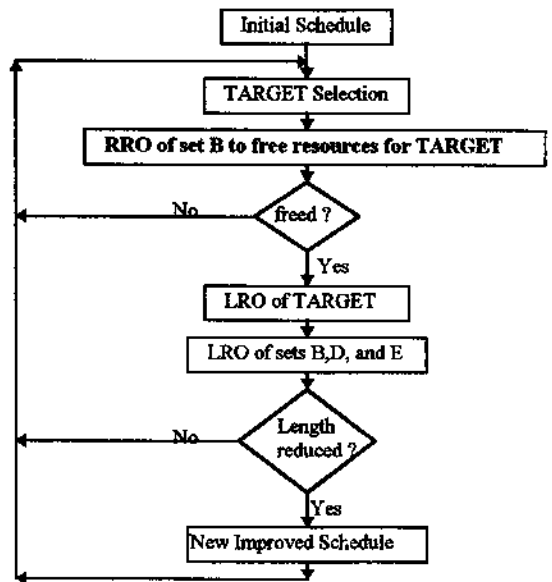 Initial Schedule
TARGET Selection
RRO of set B to free resources for TARGET
No
freed ?
Yes
LRO of TARGET
LRO of sets B,D, and E
Length
No
reduced ?
Yes
New Improved Schedule